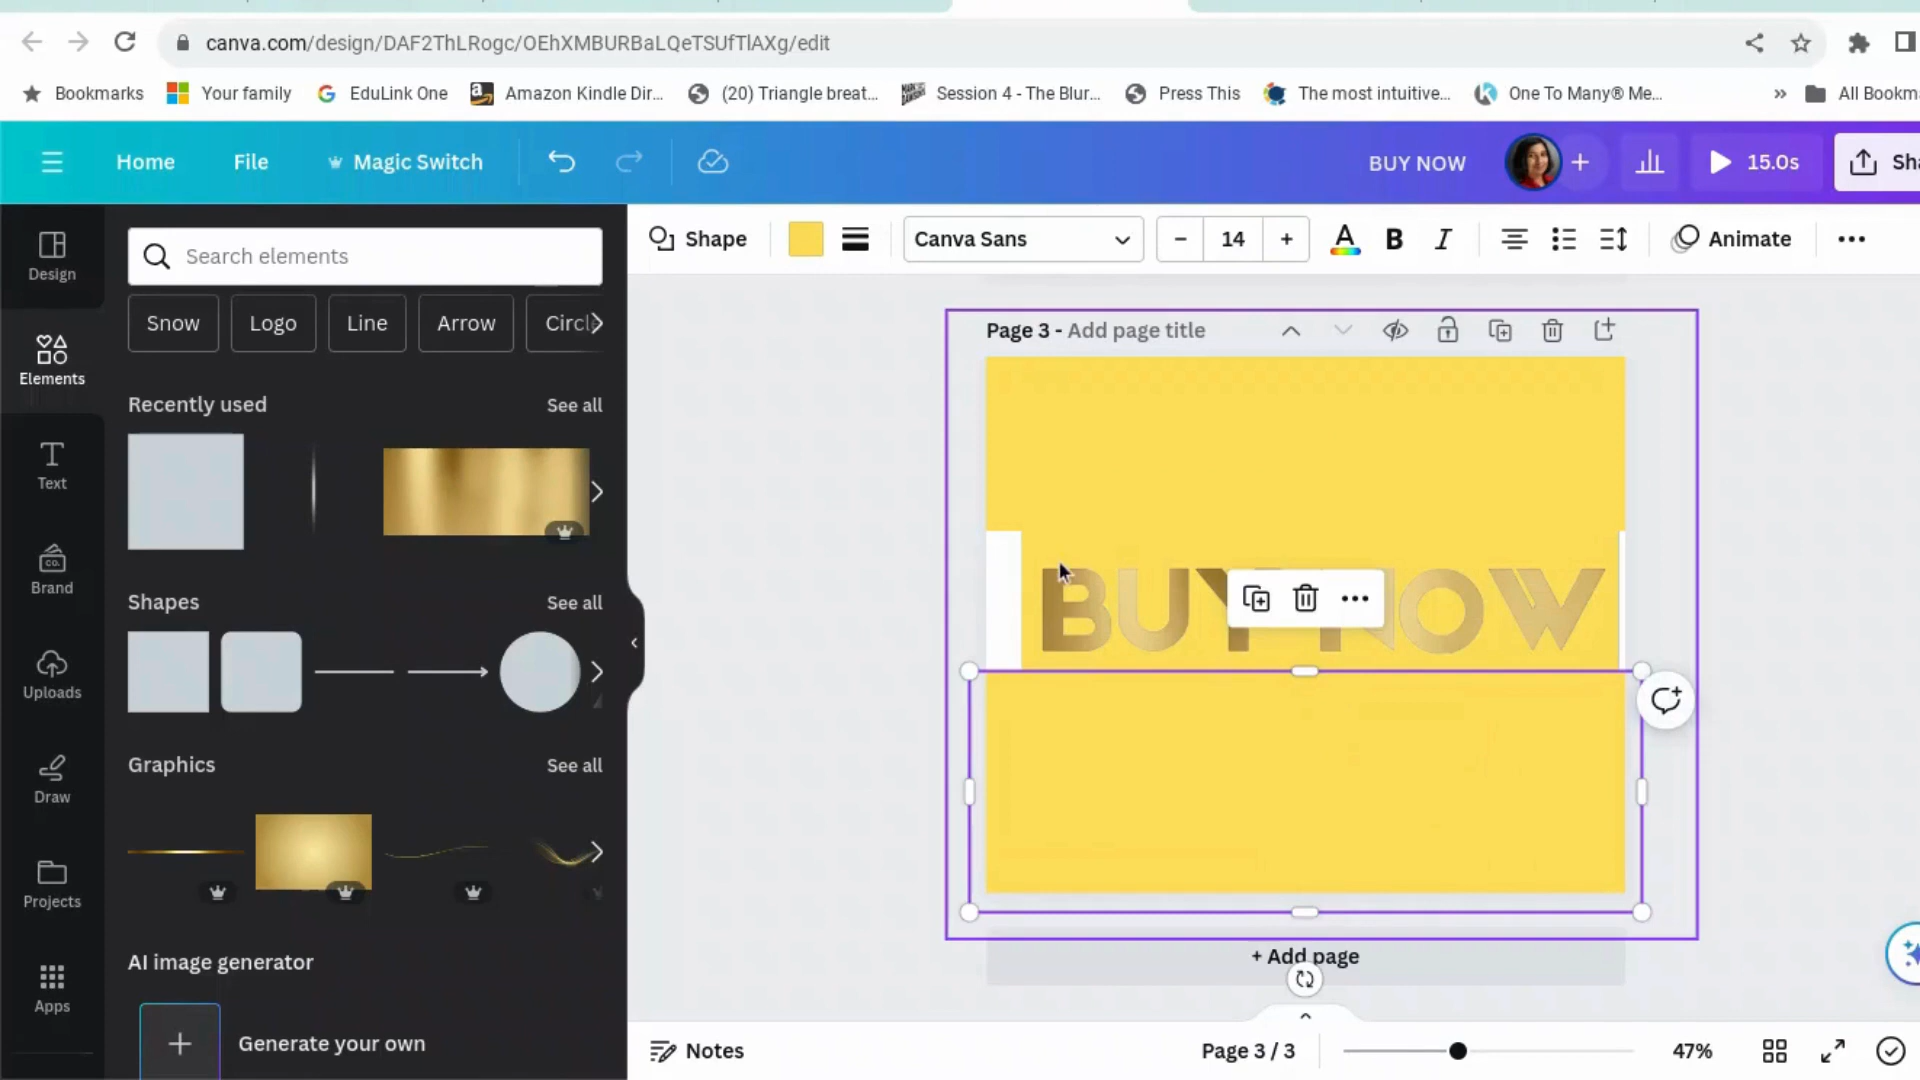 canva.com/design/DAF2ThLRogc/OEhXMBURBaLQeTSUfTlAXg/edit
Bookmarks Your family EduLink One Amazon Kindle Dir... (20) Triangle breat... Session 4 - The Blur... Press This The most intuitive... One To Many® Me... » All Bookm
Home File Magic Switch BUY NOW 15.0s Sha
Shape Canva Sans – 14 + A B I Animate
Design
Elements
Text
Brand
Uploads
Draw
Projects
Apps
Search elements
Snow Logo Line Arrow Circle
Recently used See all
Shapes See all
Graphics See all
AI image generator
Generate your own
Page 3 - Add page title
BUY NOW
+ Add page
Notes Page 3 / 3 47%